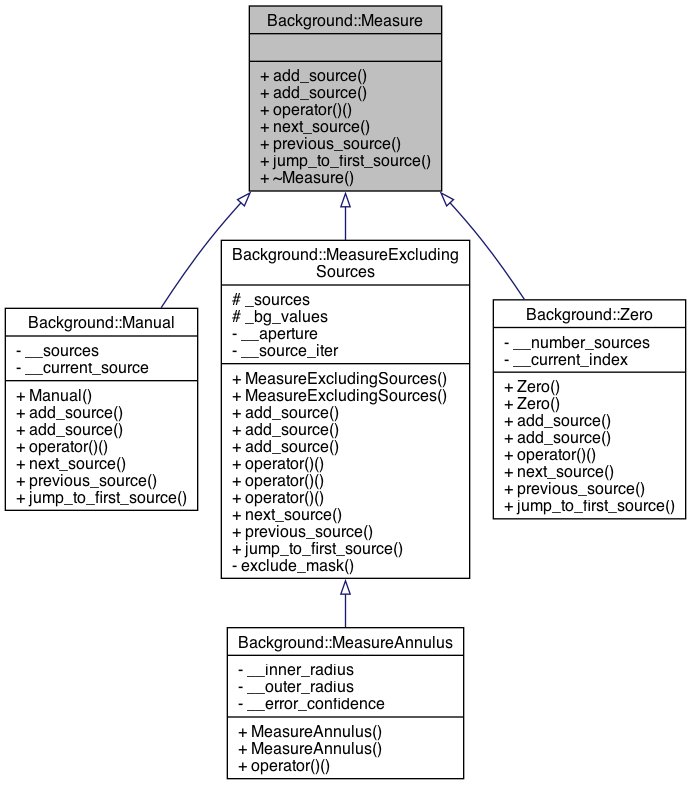 Background::Measure
+ add_source()
+ add_source()
+ operator()()
+ next_source()
+ previous_source()
+ jump_to_first_source()
+ ~Measure()
Background::Manual
- __sources
- __current_source
+ Manual()
+ add_source()
+ add_source()
+ operator()()
+ next_source()
+ previous_source()
+ jump_to_first_source()
Background::MeasureExcluding
Sources
# _sources
# _bg_values
- __aperture
- __source_iter
+ MeasureExcludingSources()
+ MeasureExcludingSources()
+ add_source()
+ add_source()
+ add_source()
+ operator()()
+ operator()()
+ operator()()
+ next_source()
+ previous_source()
+ jump_to_first_source()
- exclude_mask()
Background::Zero
- __number_sources
- __current_index
+ Zero()
+ Zero()
+ add_source()
+ add_source()
+ operator()()
+ next_source()
+ previous_source()
+ jump_to_first_source()
Background::MeasureAnnulus
- __inner_radius
- __outer_radius
- __error_confidence
+ MeasureAnnulus()
+ MeasureAnnulus()
+ operator()()